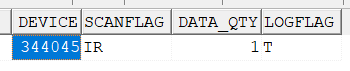 DEVICE SCANFLAG DATA_QTY LOGFLAG
344045 IR 1 T